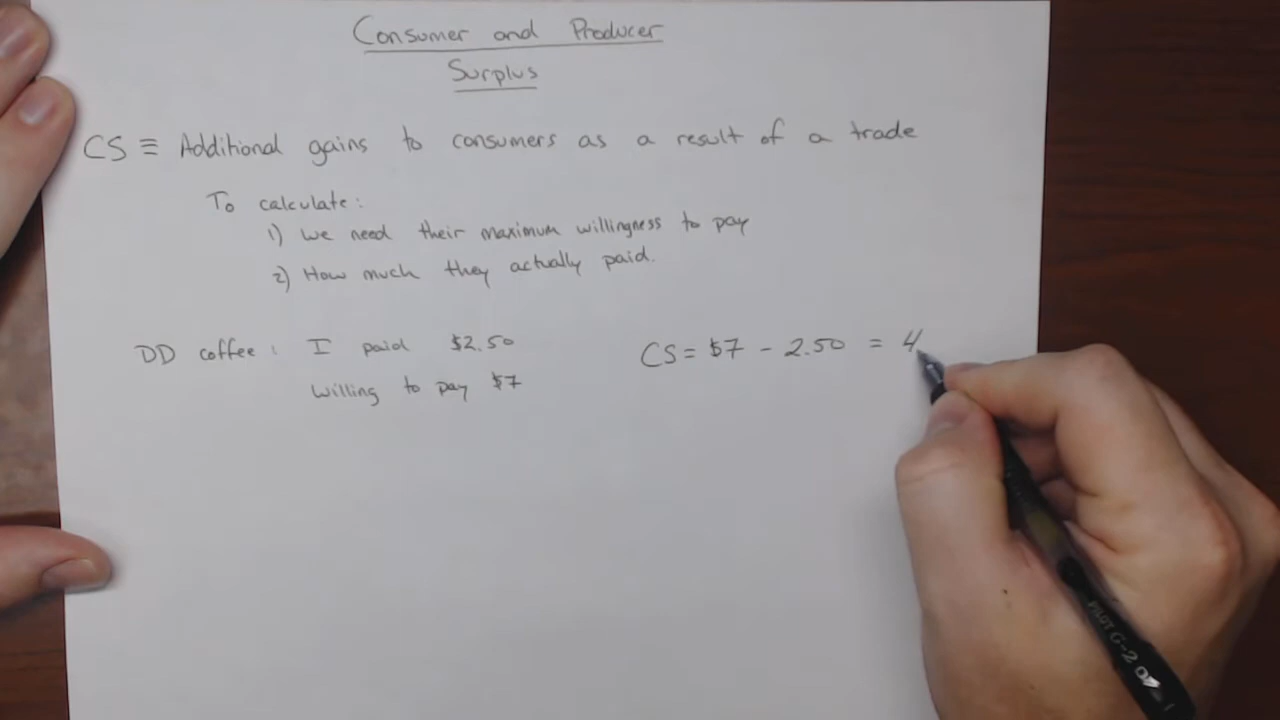 Consumer and Producer
Surplus
CS ≡ Additional gains to consumers as a result of a trade
To calculate:
1) we need their maximum willingness to pay
2) How much they actually paid.
DD coffee: I paid $2.50
willing to pay $7
CS = $7 - 2.50 = 4
PILOT G-2